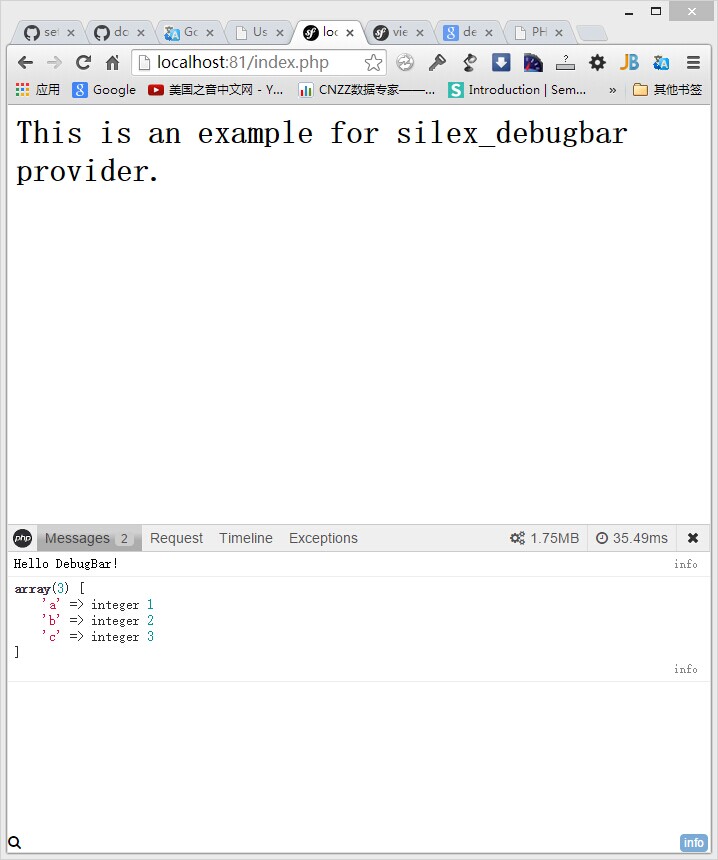 set
do
Go
Us
loc
vie
de
PH
localhost:81/index.php
应用 Google 美国之音中文网 - Y... CNZZ数据专家——... Introduction | Sem... » 其他书签
This is an example for silex_debugbar
provider.
php Messages 2 Request Timeline Exceptions 1.75MB 35.49ms
Hello DebugBar! info
array(3) [
'a' => integer 1
'b' => integer 2
'c' => integer 3
]
info
info